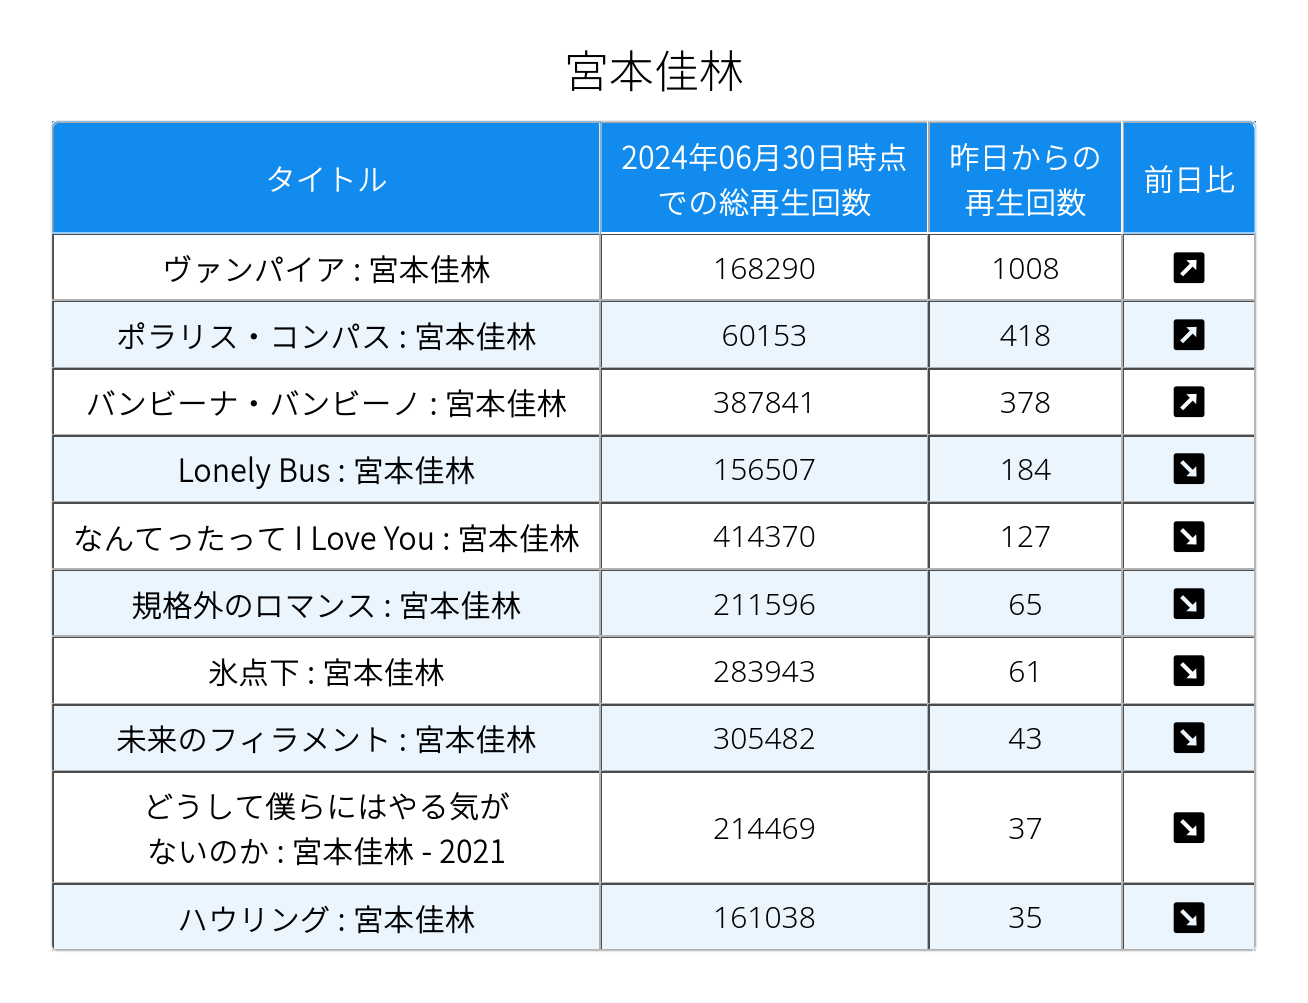 宮本佳林
タイトル
2024年06月30日時点
での総再生回数
昨日からの
再生回数
前日比
ヴァンパイア : 宮本佳林
168290
1008
ポラリス・コンパス : 宮本佳林
60153
418
バンビーナ・バンビーノ : 宮本佳林
387841
378
Lonely Bus : 宮本佳林
156507
184
なんてったって I Love You : 宮本佳林
414370
127
規格外のロマンス : 宮本佳林
211596
65
氷点下 : 宮本佳林
283943
61
未来のフィラメント : 宮本佳林
305482
43
どうして僕らにはやる気が
ないのか : 宮本佳林 - 2021
214469
37
ハウリング : 宮本佳林
161038
35